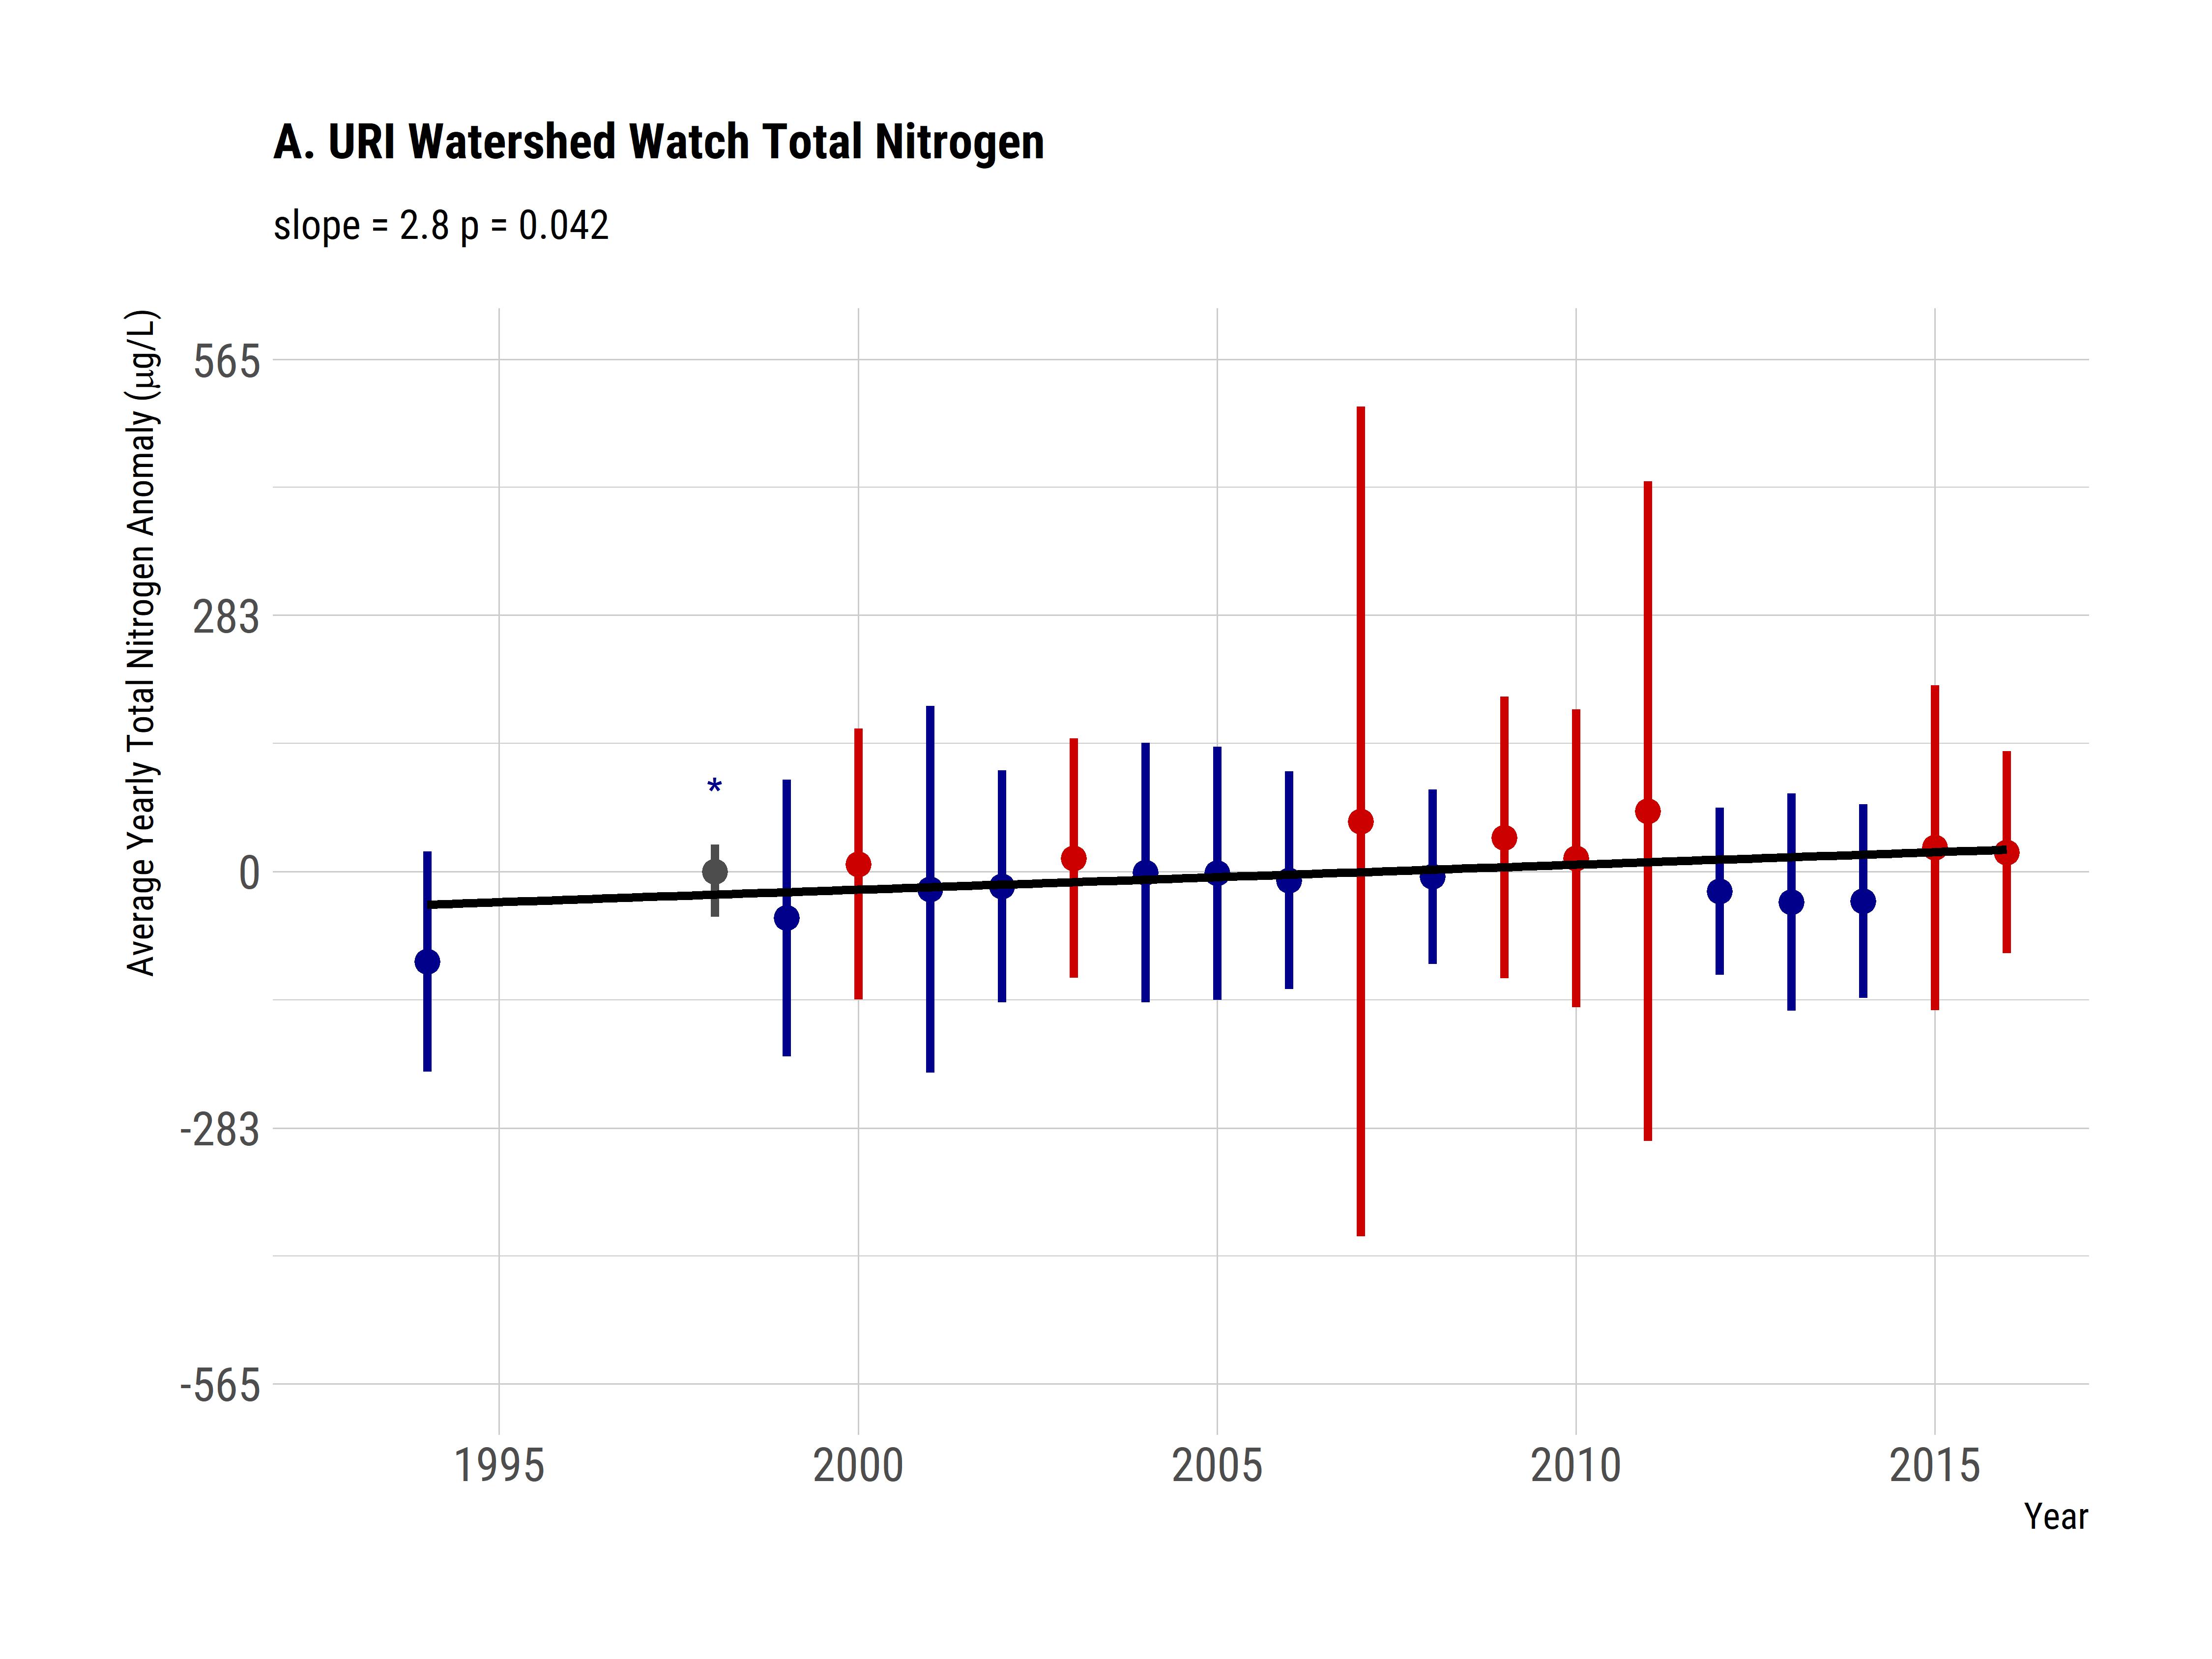 A. URI Watershed Watch Total Nitrogen
slope = 2.8 p = 0.042
Average Yearly Total Nitrogen Anomaly (μg/L)
565
283
0
-283
-565
*
1995
2000
2005
2010
2015
Year